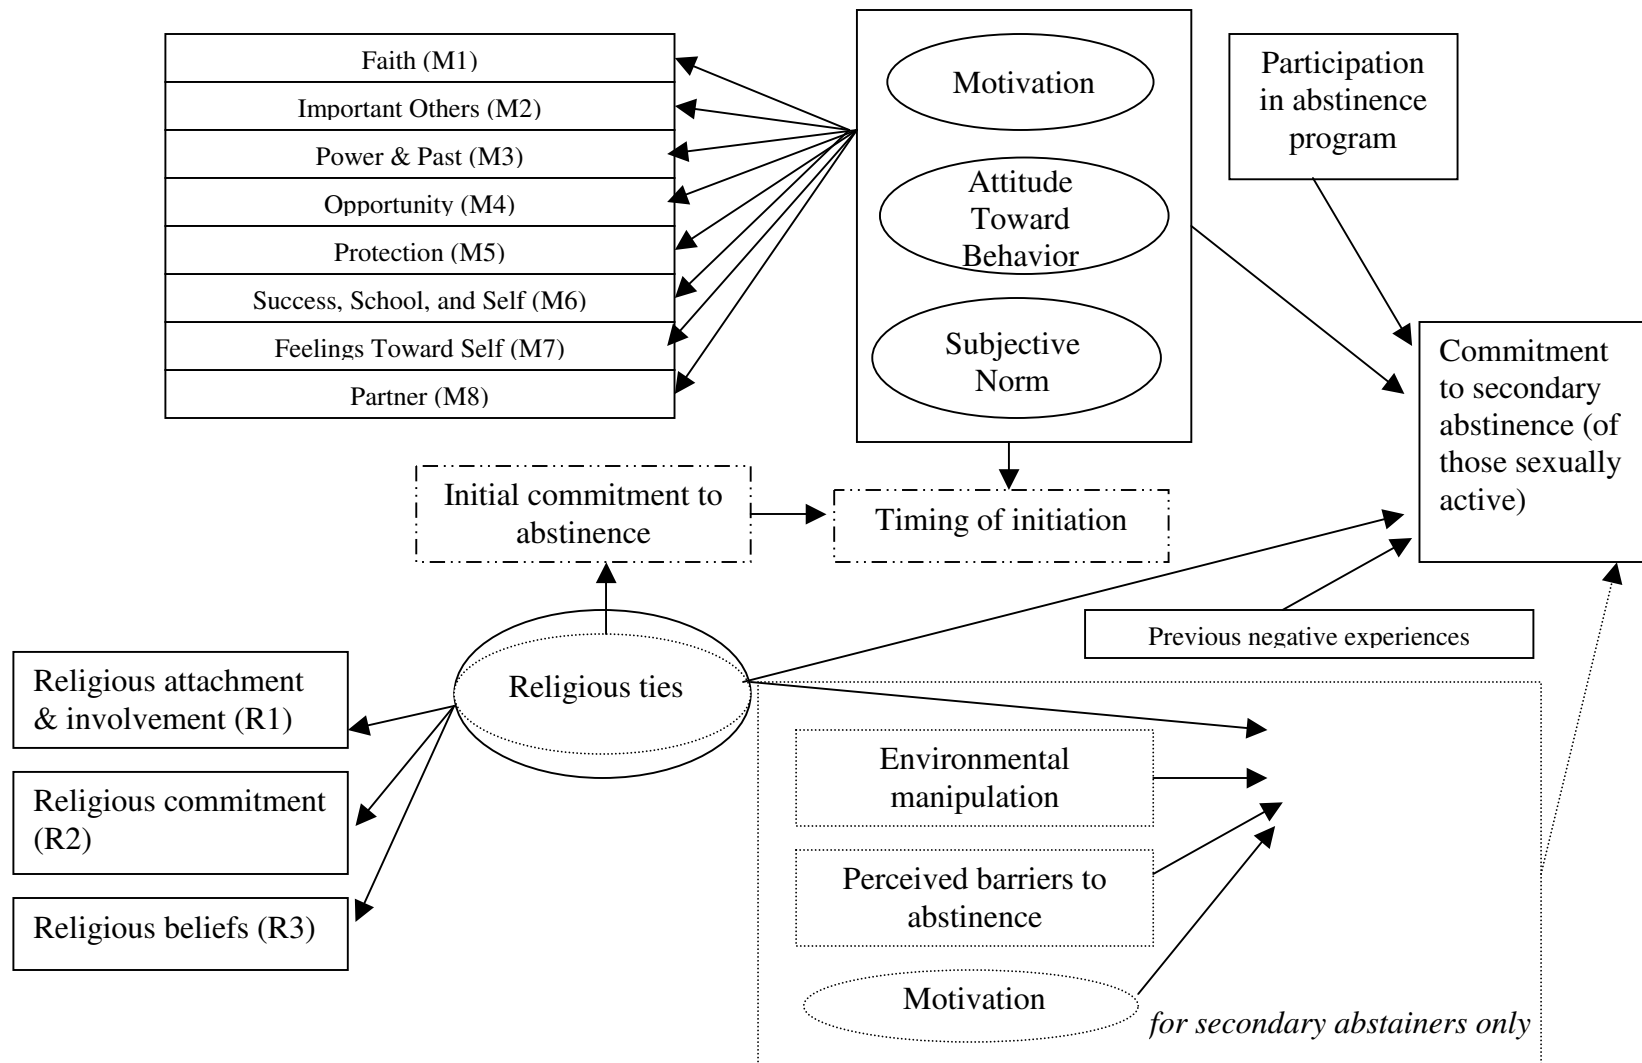 Faith (M1)
Important Others (M2)
Power & Past (M3)
Opportunity (M4)
Protection (M5)
Success, School, and Self (M6)
Feelings Toward Self (M7)
Partner (M8)
Motivation
Attitude
Toward
Behavior
Subjective
Norm
Participation
in abstinence
program
Commitment
to secondary
abstinence (of
those sexually
active)
Initial commitment to
abstinence
Timing of initiation
Previous negative experiences
Religious ties
Religious attachment
& involvement (R1)
Religious commitment
(R2)
Religious beliefs (R3)
Environmental
manipulation
Perceived barriers to
abstinence
Motivation
for secondary abstainers only